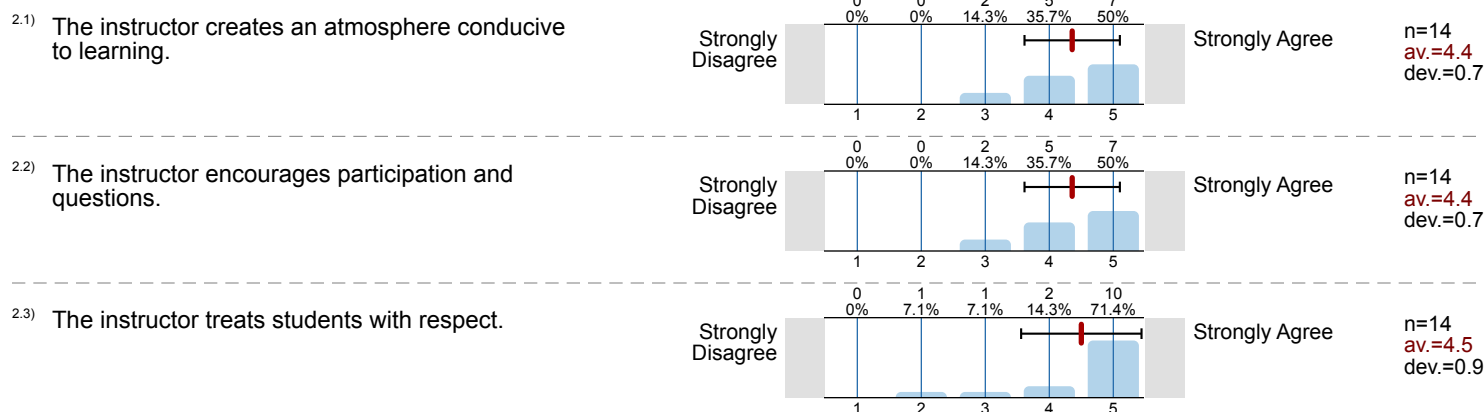 2.1) The instructor creates an atmosphere conducive
to learning.
Strongly
Disagree
0 0 2 5 7
0% 0% 14.3% 35.7% 50%
1 2 3 4 5
Strongly Agree
n=14
av.=4.4
dev.=0.7
2.2) The instructor encourages participation and
questions.
Strongly
Disagree
0 0 2 5 7
0% 0% 14.3% 35.7% 50%
1 2 3 4 5
Strongly Agree
n=14
av.=4.4
dev.=0.7
2.3) The instructor treats students with respect.
Strongly
Disagree
0 1 1 2 10
0% 7.1% 7.1% 14.3% 71.4%
1 2 3 4 5
Strongly Agree
n=14
av.=4.5
dev.=0.9